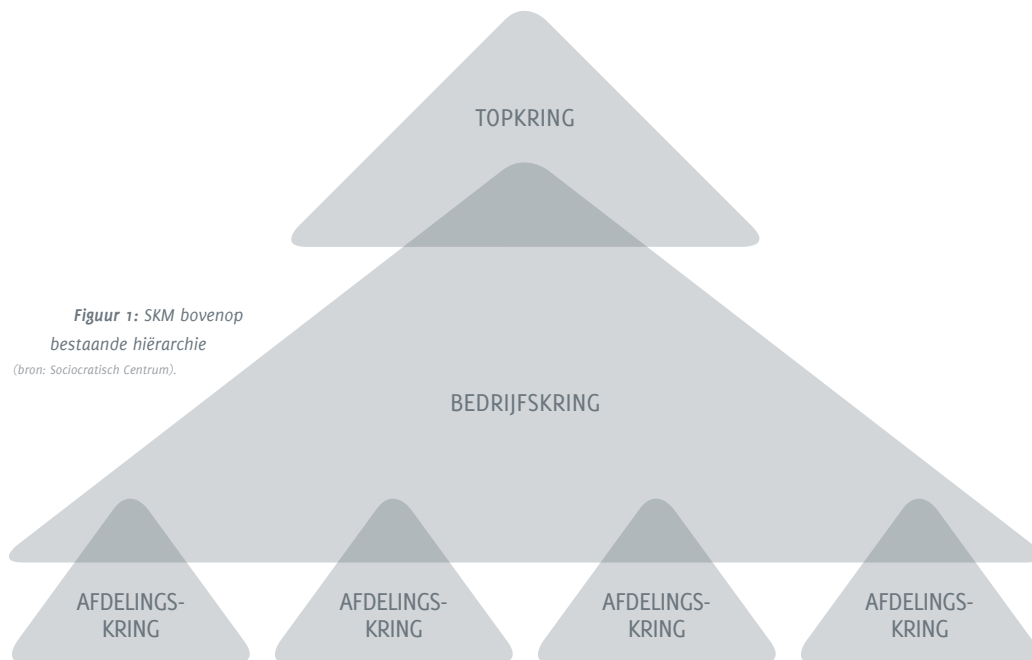 TOPKRING
Figuur 1: SKM bovenop
bestaande hiërarchie
(bron: Sociocratisch Centrum).
BEDRIJFSKRING
AFDELINGS-
KRING
AFDELINGS-
KRING
AFDELINGS-
KRING
AFDELINGS-
KRING